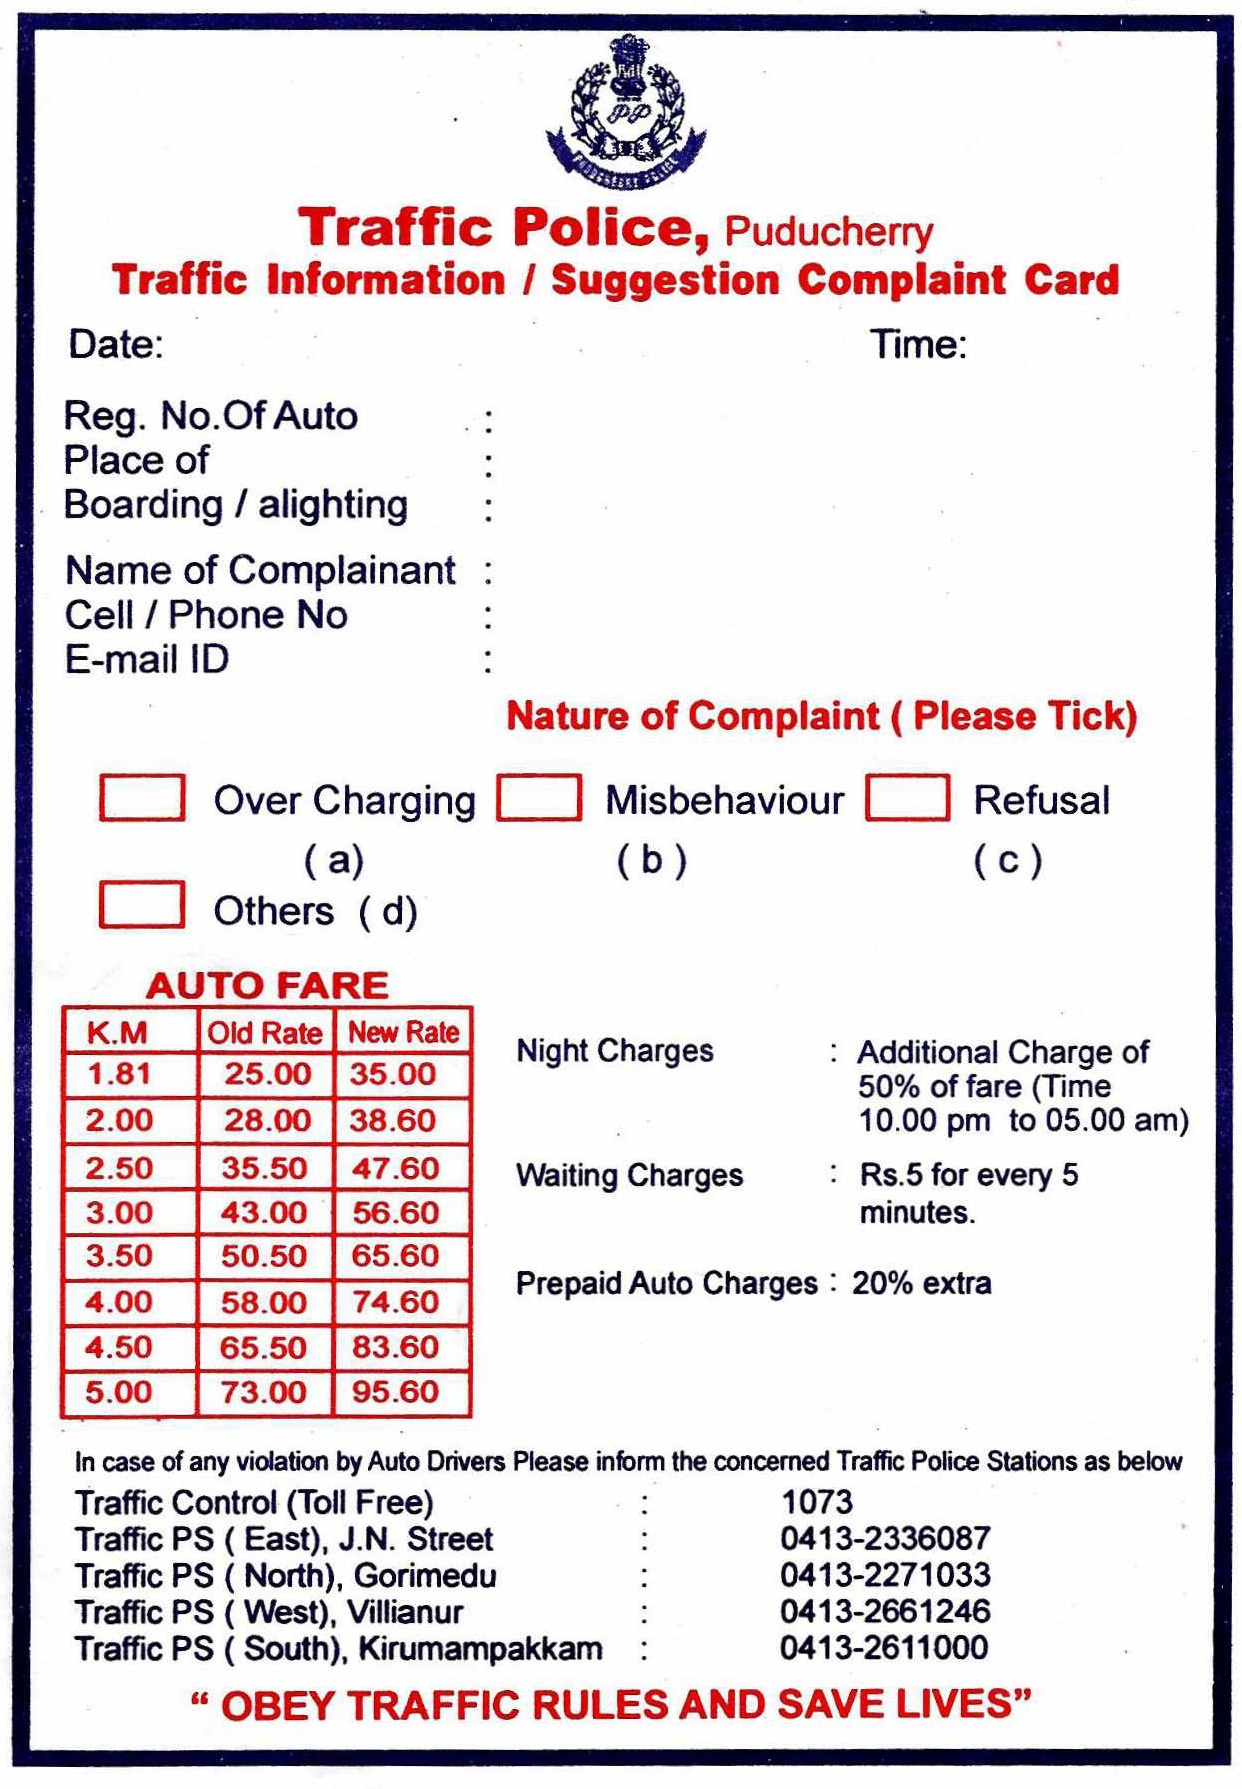 PP
PUDUCHERRY POLICE
Traffic Police, Puducherry
Traffic Information / Suggestion Complaint Card
Date: Time:
Reg. No.Of Auto :
Place of :
Boarding / alighting :
Name of Complainant :
Cell / Phone No :
E-mail ID :
Nature of Complaint ( Please Tick)
Over Charging Misbehaviour Refusal
( a) ( b ) ( c )
Others ( d)
AUTO FARE
K.M Old Rate New Rate
1.81 25.00 35.00
2.00 28.00 38.60
2.50 35.50 47.60
3.00 43.00 56.60
3.50 50.50 65.60
4.00 58.00 74.60
4.50 65.50 83.60
5.00 73.00 95.60
Night Charges : Additional Charge of
50% of fare (Time
10.00 pm to 05.00 am)
Waiting Charges : Rs.5 for every 5
minutes.
Prepaid Auto Charges : 20% extra
In case of any violation by Auto Drivers Please inform the concerned Traffic Police Stations as below
Traffic Control (Toll Free) : 1073
Traffic PS ( East), J.N. Street : 0413-2336087
Traffic PS ( North), Gorimedu : 0413-2271033
Traffic PS ( West), Villianur : 0413-2661246
Traffic PS ( South), Kirumampakkam : 0413-2611000
“ OBEY TRAFFIC RULES AND SAVE LIVES”